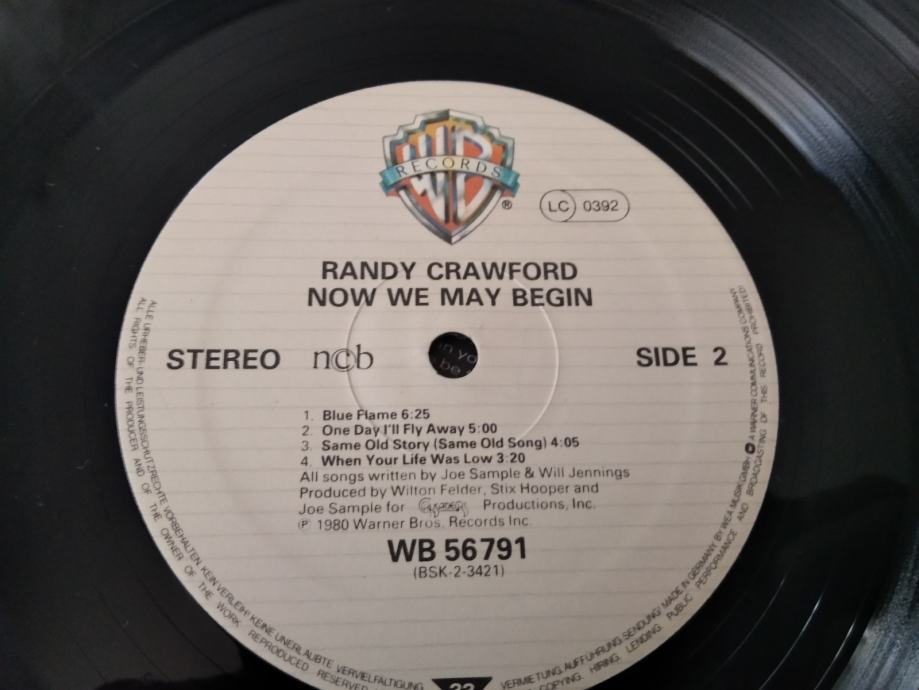 RECORDS
®
LC 0392
RANDY CRAWFORD
NOW WE MAY BEGIN
STEREO ncb SIDE 2
1. Blue Flame 6:25
2. One Day I'll Fly Away 5:00
3. Same Old Story (Same Old Song) 4:05
4. When Your Life Was Low 3:20
All songs written by Joe Sample & Will Jennings
Produced by Wilton Felder, Stix Hooper and
Joe Sample for Crusaders Productions, Inc.
℗ 1980 Warner Bros. Records Inc.
WB 56791
(BSK-2-3421)
33
ALLE URHEBER- UND LEISTUNGSSCHUTZRECHTE VORBEHALTEN. KEIN VERLEIH! KEINE UNERLAUBTE VERVIELFÄLTIGUNG
VERMIETUNG, AUFFÜHRUNG, SENDUNG! MADE IN GERMANY BY WEA MUSIK GMBH A WARNER COMMUNICATIONS COMPANY
ALL RIGHTS OF THE PRODUCER AND OF THE OWNER OF THE WORK REPRODUCED RESERVED
COPYING, HIRING, LENDING, PUBLIC PERFORMANCE AND BROADCASTING OF THIS RECORD PROHIBITED
in yo
be